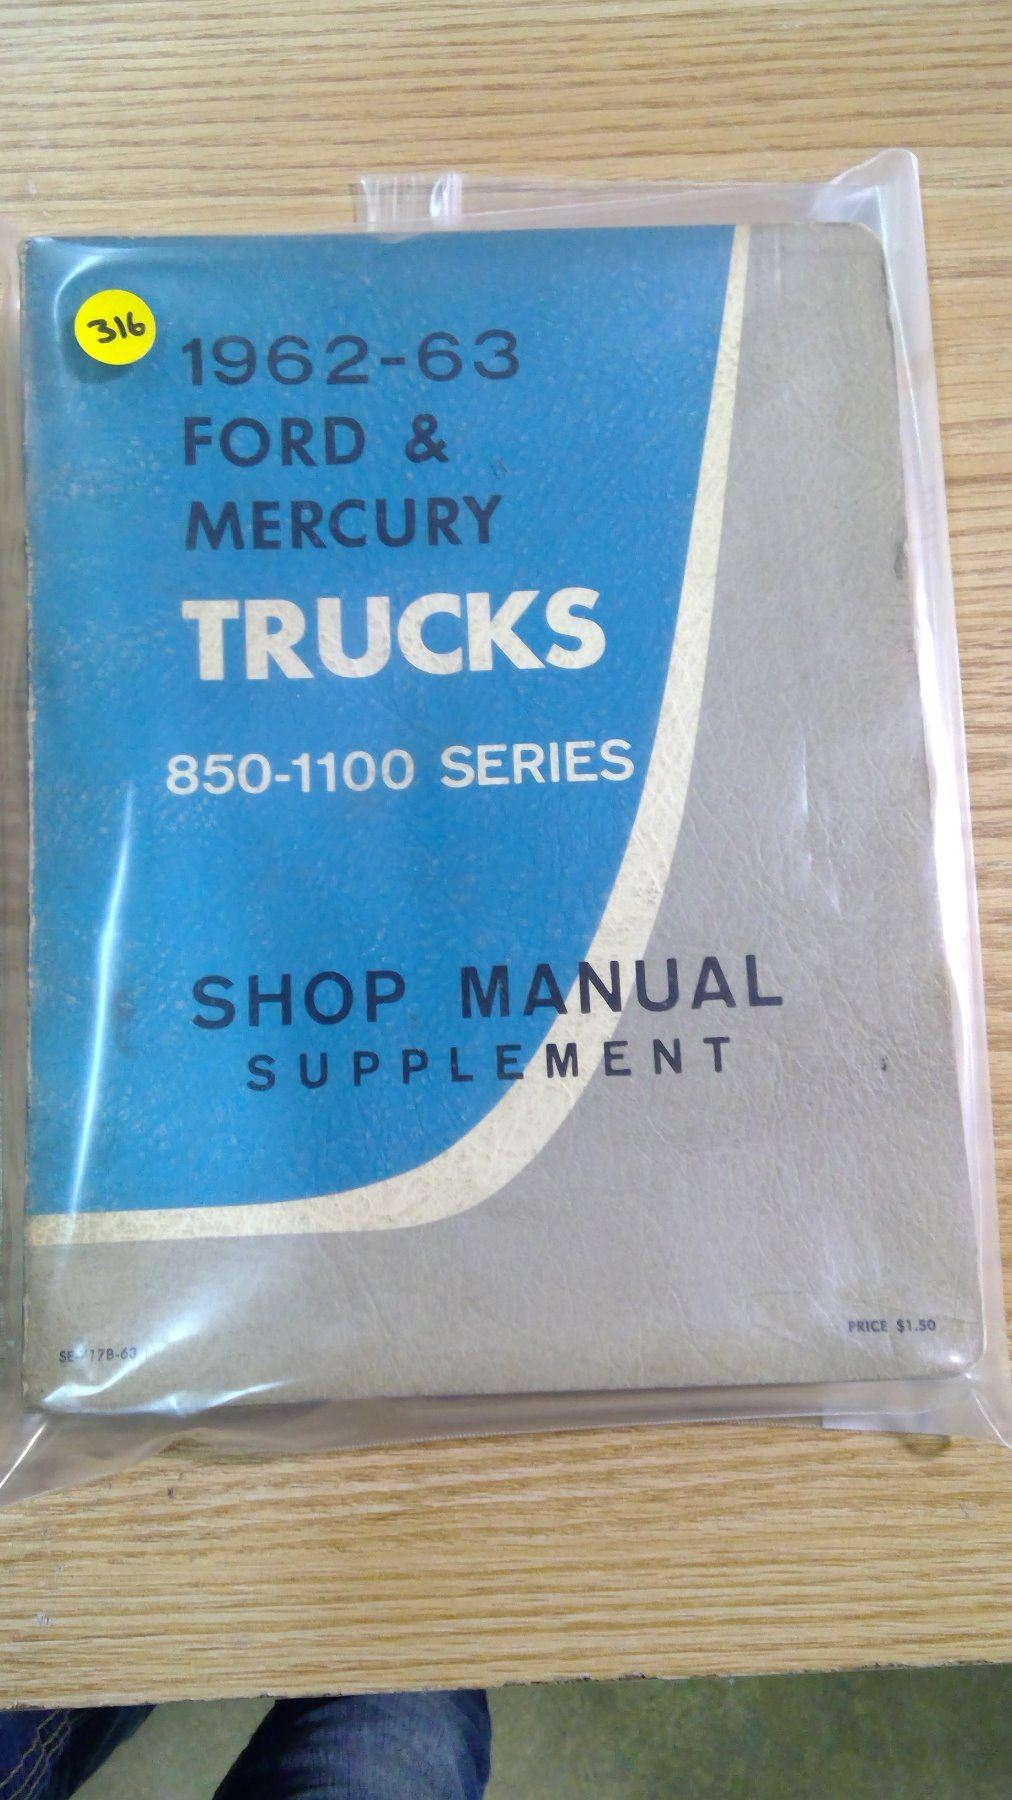 316
1962-63
FORD &
MERCURY
TRUCKS
850-1100 SERIES
SHOP MANUAL
SUPPLEMENT
PRICE $1.50